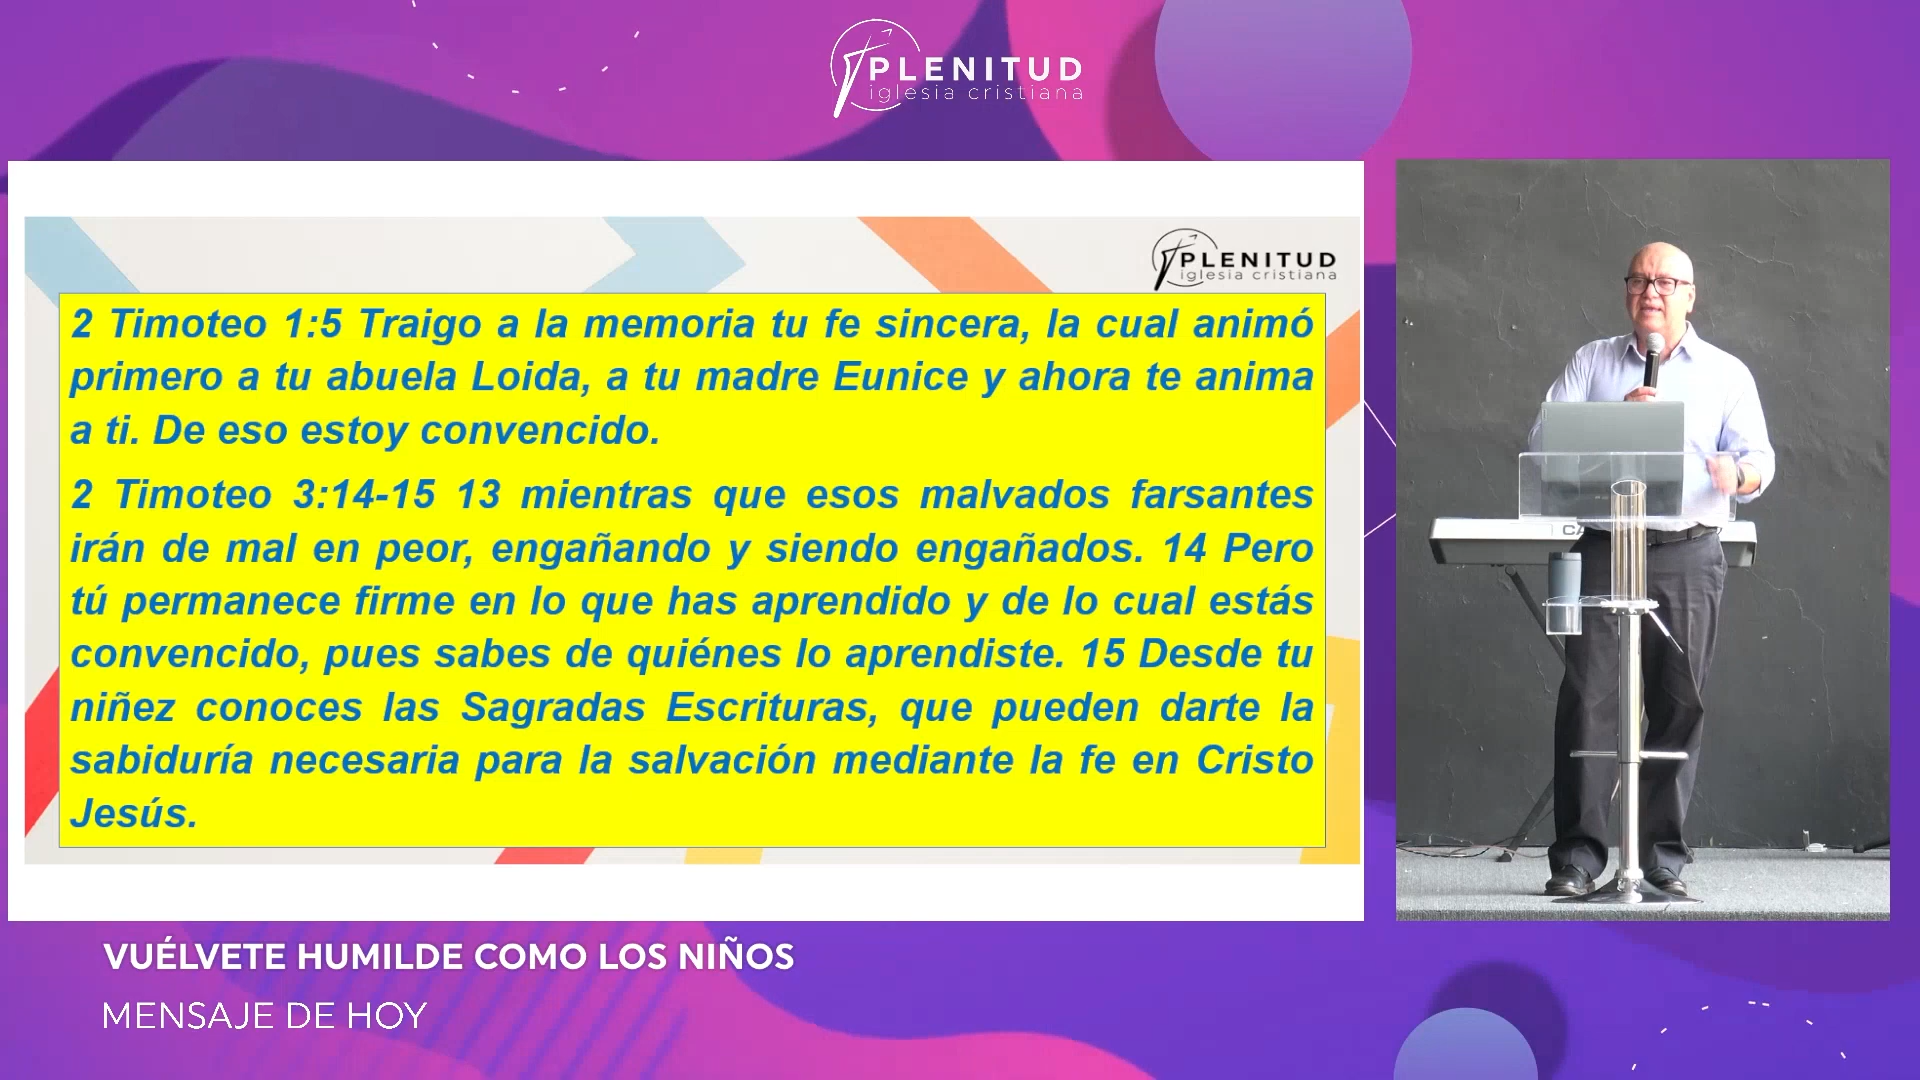 PLENITUD
iglesia cristiana
PLENITUD
iglesia cristiana
2 Timoteo 1:5 Traigo a la memoria tu fe sincera, la cual animó
primero a tu abuela Loida, a tu madre Eunice y ahora te anima
a ti. De eso estoy convencido.
2 Timoteo 3:14-15 13 mientras que esos malvados farsantes
irán de mal en peor, engañando y siendo engañados. 14 Pero
tú permanece firme en lo que has aprendido y de lo cual estás
convencido, pues sabes de quiénes lo aprendiste. 15 Desde tu
niñez conoces las Sagradas Escrituras, que pueden darte la
sabiduría necesaria para la salvación mediante la fe en Cristo
Jesús.
VUÉLVETE HUMILDE COMO LOS NIÑOS
MENSAJE DE HOY